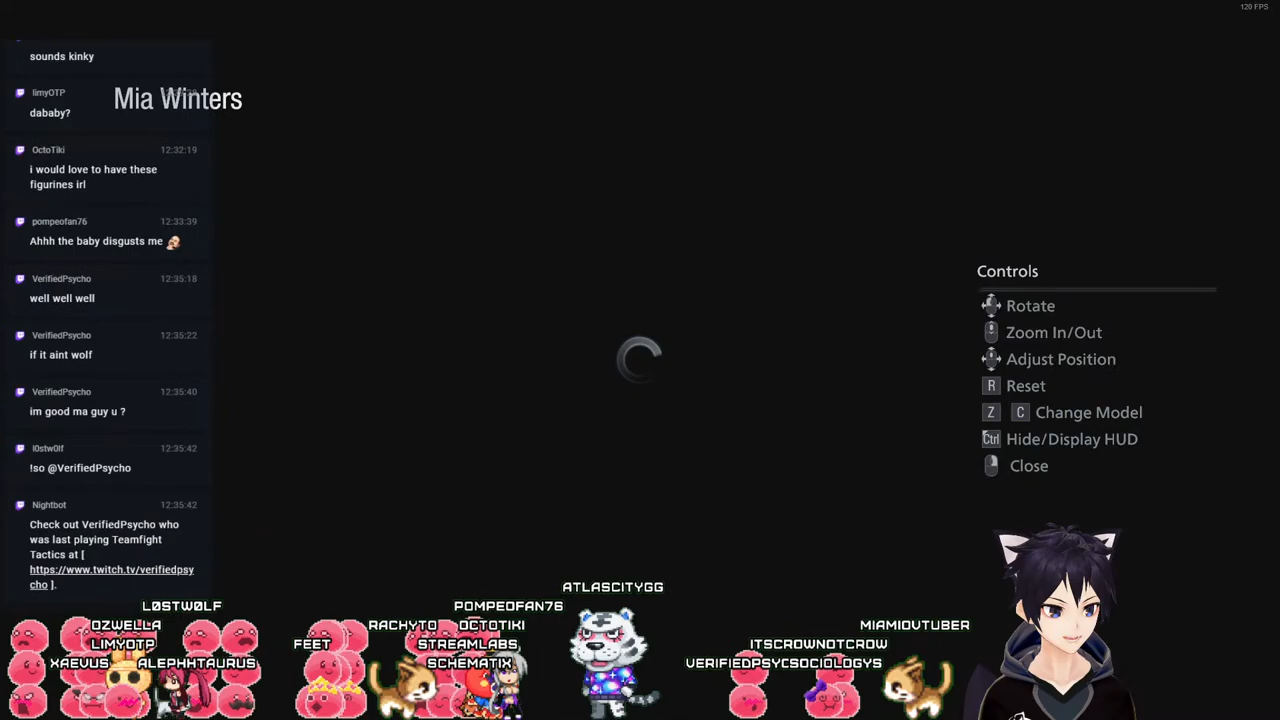 120 FPS
sounds kinky
Mia Winters
limyOTP
dababy?
OctoTiki 12:32:19
i would love to have these
figurines irl
pompeofan76 12:33:39
Ahhh the baby disgusts me
VerifiedPsycho 12:35:18
well well well
VerifiedPsycho 12:35:22
if it aint wolf
VerifiedPsycho 12:35:40
im good ma guy u ?
l0stw0lf 12:35:42
!so @VerifiedPsycho
Nightbot 12:35:42
Check out VerifiedPsycho who
was last playing Teamfight
Tactics at [
https://www.twitch.tv/verifiedpsy
cho ].
Controls
Rotate
Zoom In/Out
Adjust Position
R Reset
Z C Change Model
Ctrl Hide/Display HUD
Close
ATLASCITYGG
L0STW0LF
POMPEOFAN76
OZWELLA
RACHYTO
OCTOTIKI
MIAMIOVTUBER
LIMYOTP
FEET
STREAMLABS
ITSCROWNOTCROW
XAEVUS
ALEPHHTAURUS
SCHEMATIX
VERIFIEDPSYCSOCIOLOGYS